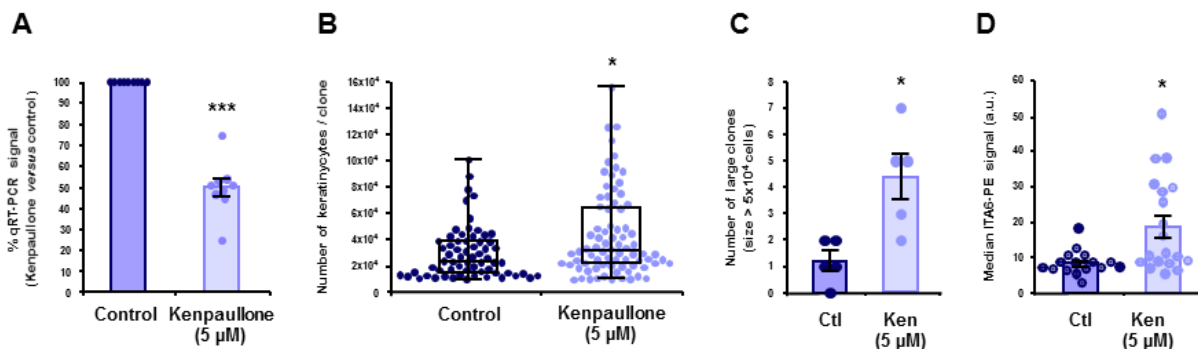 A
% qRT-PCR signal
(Kenpaullone versus control)
100
90
80
70
60
50
40
30
20
10
0
***
Control
Kenpaullone
(5 µM)
B
Number of keratinycytes / clone
16x10⁴
14x10⁴
12x10⁴
10x10⁴
8x10⁴
6x10⁴
4x10⁴
2x10⁴
0
*
Control
Kenpaullone
(5 µM)
C
Number of large clones
(size > 5x10⁴ cells)
8
7
6
5
4
3
2
1
0
*
Ctl
Ken
(5 µM)
D
Median ITA6-PE signal (a.u.)
60
50
40
30
20
10
0
*
Ctl
Ken
(5 µM)